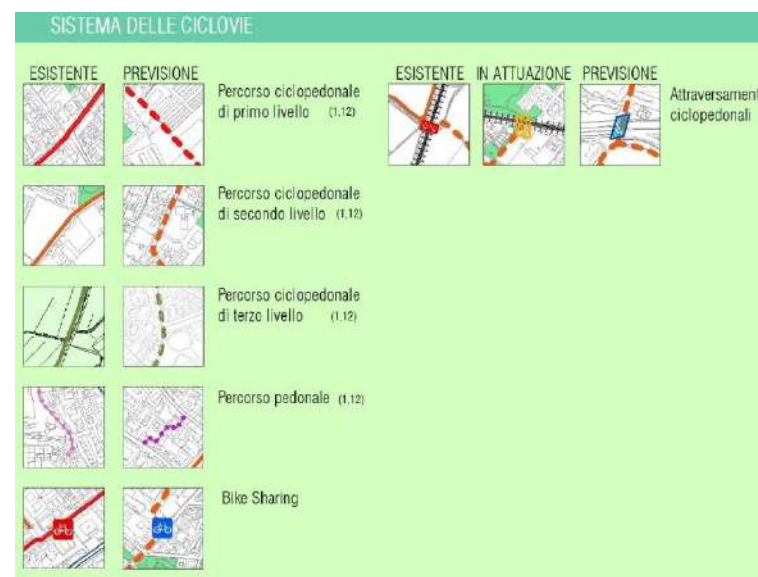 SISTEMA DELLE CICLOVIE
ESISTENTE PREVISIONE
Percorso ciclopedonale
di primo livello (1,12)
Percorso ciclopedonale
di secondo livello (1,12)
Percorso ciclopedonale
di terzo livello (1,12)
Percorso pedonale (1,12)
Bike Sharing
ESISTENTE IN ATTUAZIONE PREVISIONE
Attraversament
ciclopedonali